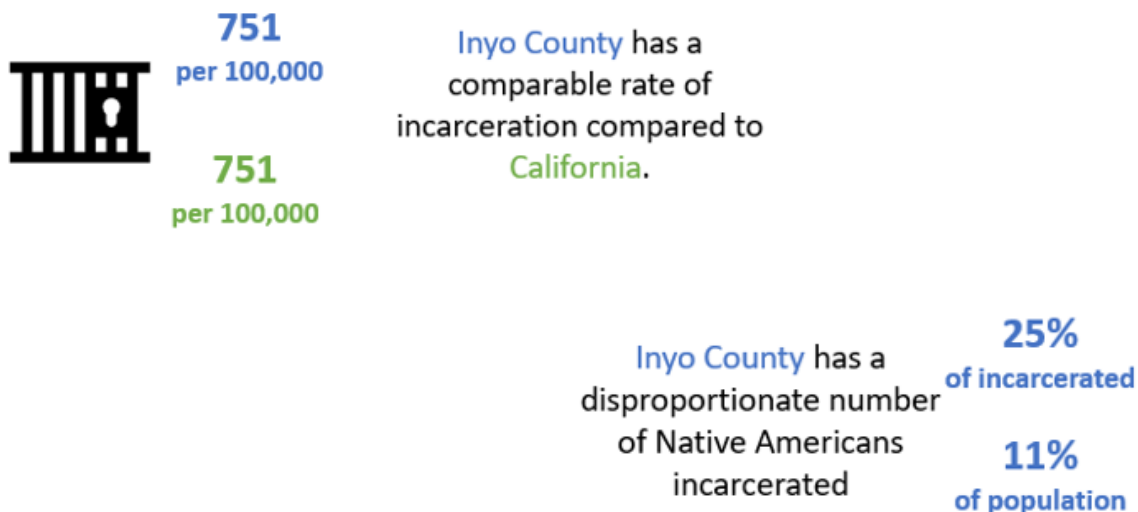 751
per 100,000
Inyo County has a
comparable rate of
incarceration compared to
California.
751
per 100,000
Inyo County has a
disproportionate number
of Native Americans
incarcerated
25%
of incarcerated
11%
of population